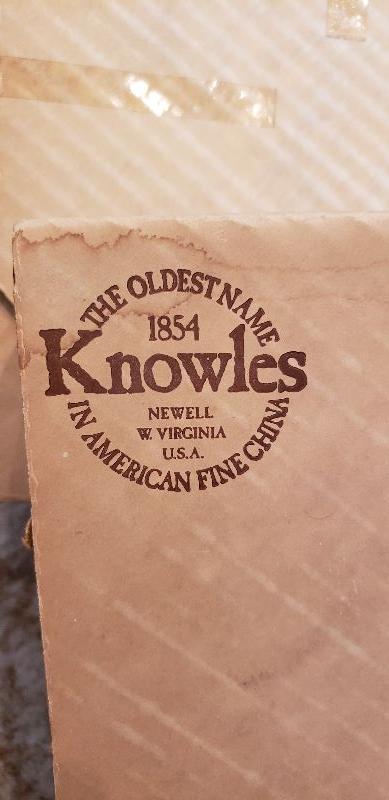 THE OLDEST NAME
1854
Knowles
NEWELL
W. VIRGINIA
U.S.A.
IN AMERICAN FINE CHINA